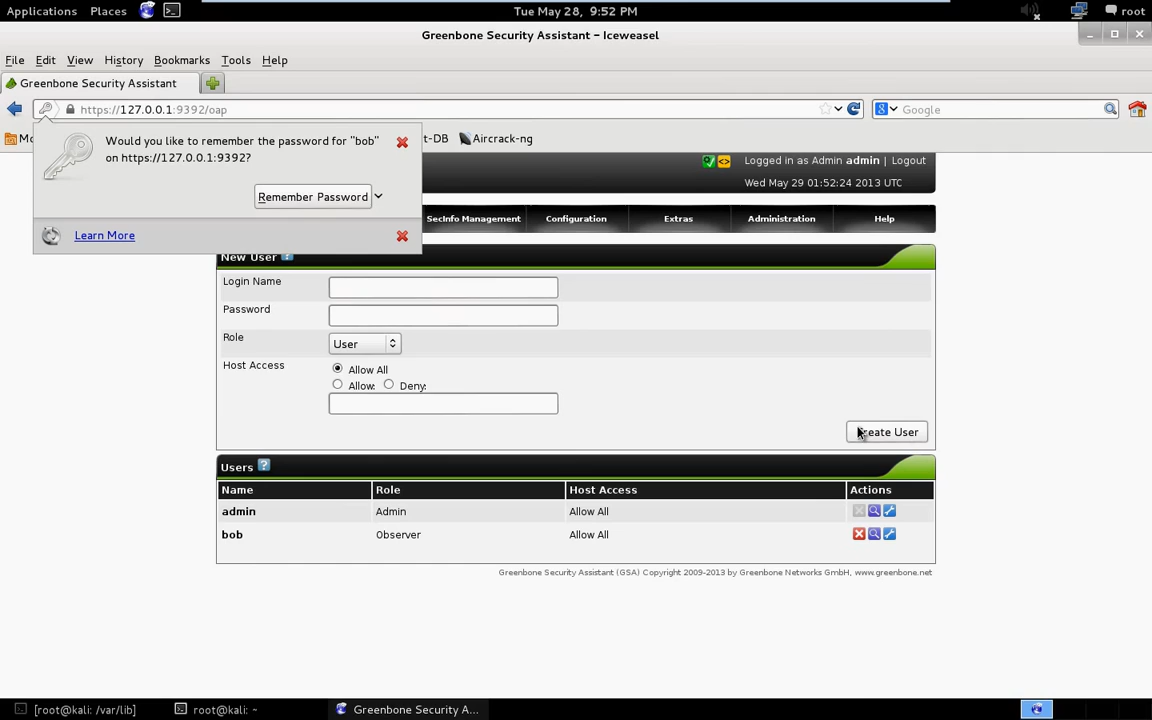 Applications Places Tue May 28, 9:52 PM root
Greenbone Security Assistant - Iceweasel
File Edit View History Bookmarks Tools Help
Greenbone Security Assistant
https://127.0.0.1:9392/oap Google
Mo t-DB Aircrack-ng
Would you like to remember the password for "bob"
on https://127.0.0.1:9392?
Remember Password
Learn More
Logged in as Admin admin | Logout
Wed May 29 01:52:24 2013 UTC
SecInfo Management Configuration Extras Administration Help
New User ?
Login Name
Password
Role User
Host Access Allow All
Allow: Deny:
eate User
Users ?
Name Role Host Access Actions
admin Admin Allow All
bob Observer Allow All
Greenbone Security Assistant (GSA) Copyright 2009-2013 by Greenbone Networks GmbH, www.greenbone.net
[root@kali: /var/lib] root@kali: ~ Greenbone Security A...